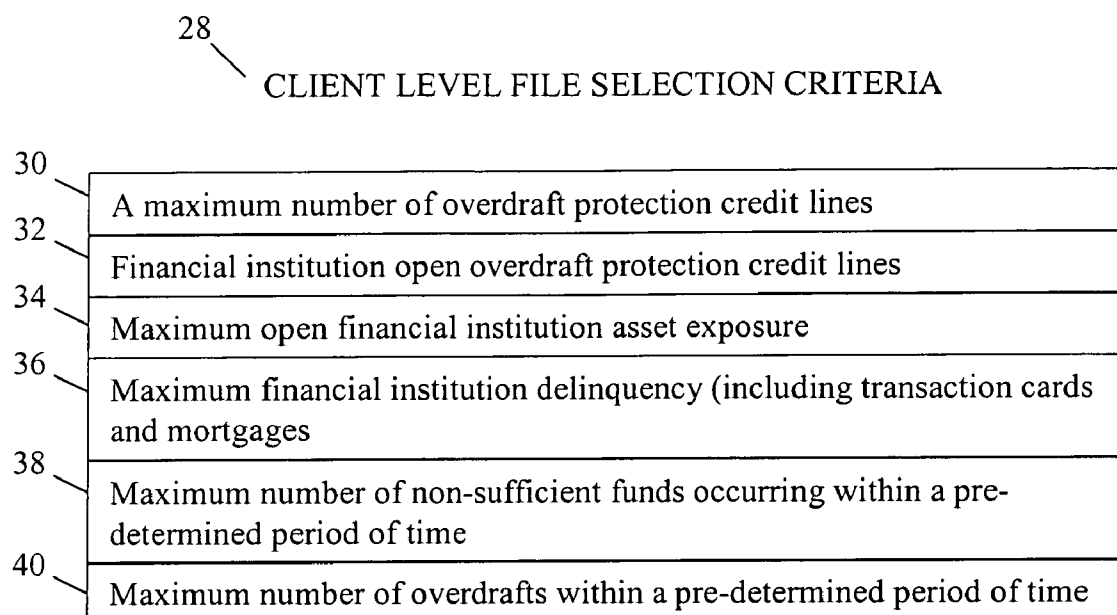 28
CLIENT LEVEL FILE SELECTION CRITERIA
30
A maximum number of overdraft protection credit lines
32
Financial institution open overdraft protection credit lines
34
Maximum open financial institution asset exposure
36
Maximum financial institution delinquency (including transaction cards
and mortgages
38
Maximum number of non-sufficient funds occurring within a pre-
determined period of time
40
Maximum number of overdrafts within a pre-determined period of time